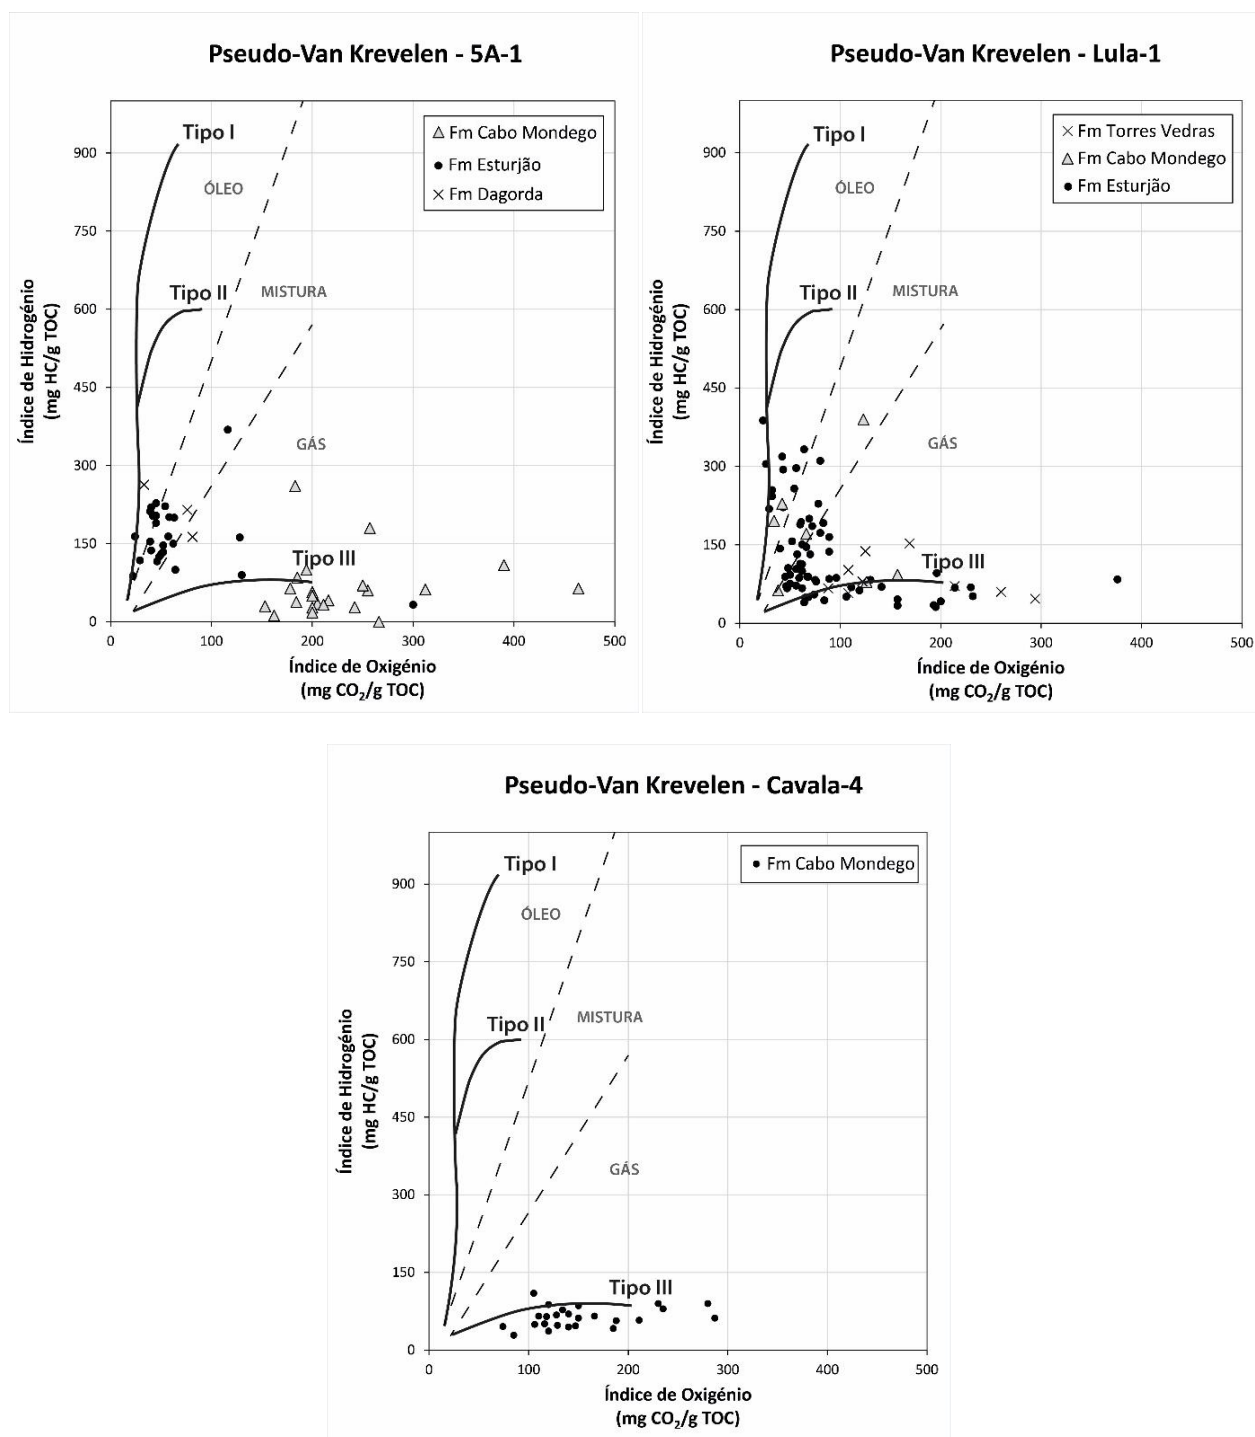 Pseudo-Van Krevelen - 5A-1
Tipo I
ÓLEO
Tipo II
MISTURA
GÁS
Tipo III
Fm Cabo Mondego
Fm Esturjão
Fm Dagorda
900
750
600
450
300
150
0
0 100 200 300 400 500
Índice de Hidrogénio
(mg HC/g TOC)
Índice de Oxigénio
(mg CO₂/g TOC)
Pseudo-Van Krevelen - Lula-1
Tipo I
ÓLEO
Tipo II
MISTURA
GÁS
Tipo III
Fm Torres Vedras
Fm Cabo Mondego
Fm Esturjão
900
750
600
450
300
150
0
0 100 200 300 400 500
Índice de Hidrogénio
(mg HC/g TOC)
Índice de Oxigénio
(mg CO₂/g TOC)
Pseudo-Van Krevelen - Cavala-4
Tipo I
ÓLEO
Tipo II
MISTURA
GÁS
Tipo III
Fm Cabo Mondego
900
750
600
450
300
150
0
0 100 200 300 400 500
Índice de Hidrogénio
(mg HC/g TOC)
Índice de Oxigénio
(mg CO₂/g TOC)